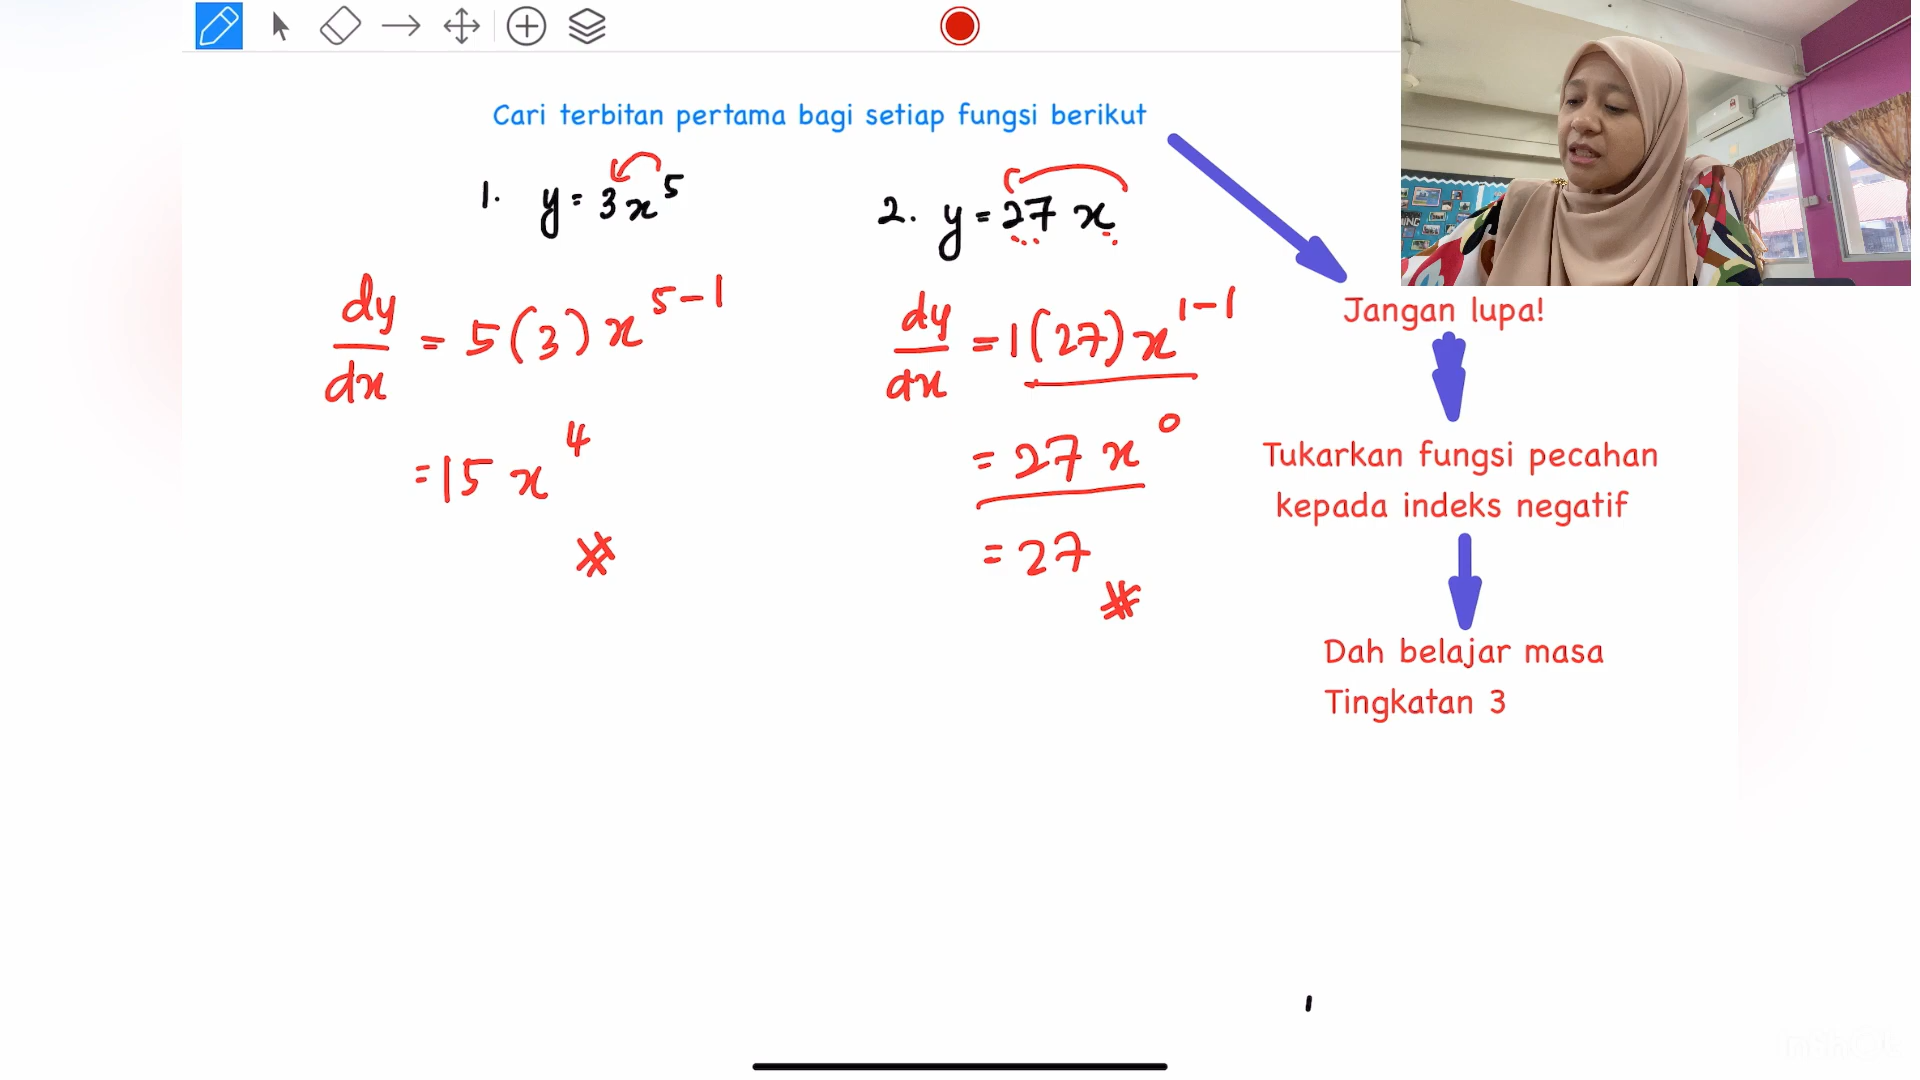 Cari terbitan pertama bagi setiap fungsi berikut
1. y = 3x^5
dy/dx = 5(3)x^{5-1}
= 15x^4
#
2. y = 27 x
dy/dx = 1(27)x^{1-1}
= 27x^0
= 27
#
Jangan lupa!
Tukarkan fungsi pecahan
kepada indeks negatif
Dah belajar masa
Tingkatan 3